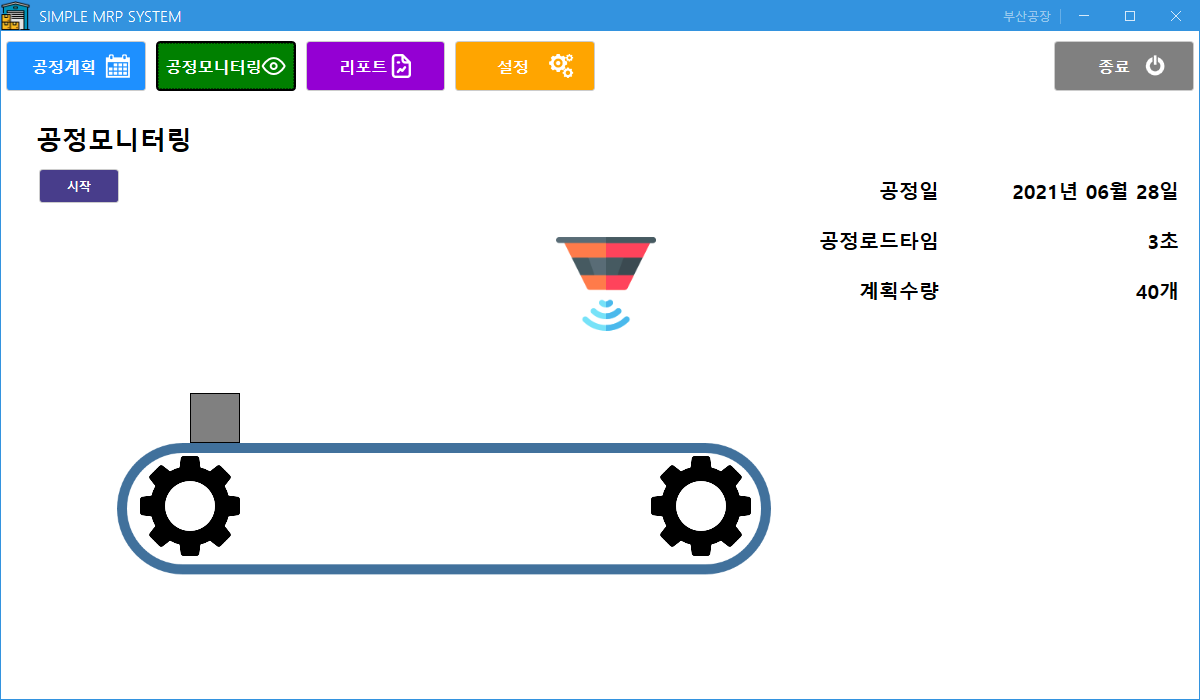 SIMPLE MRP SYSTEM 부산공장
공정계획 공정모니터링 리포트 설정 종료
공정모니터링
시작
공정일 2021년 06월 28일
공정로드타임 3초
계획수량 40개